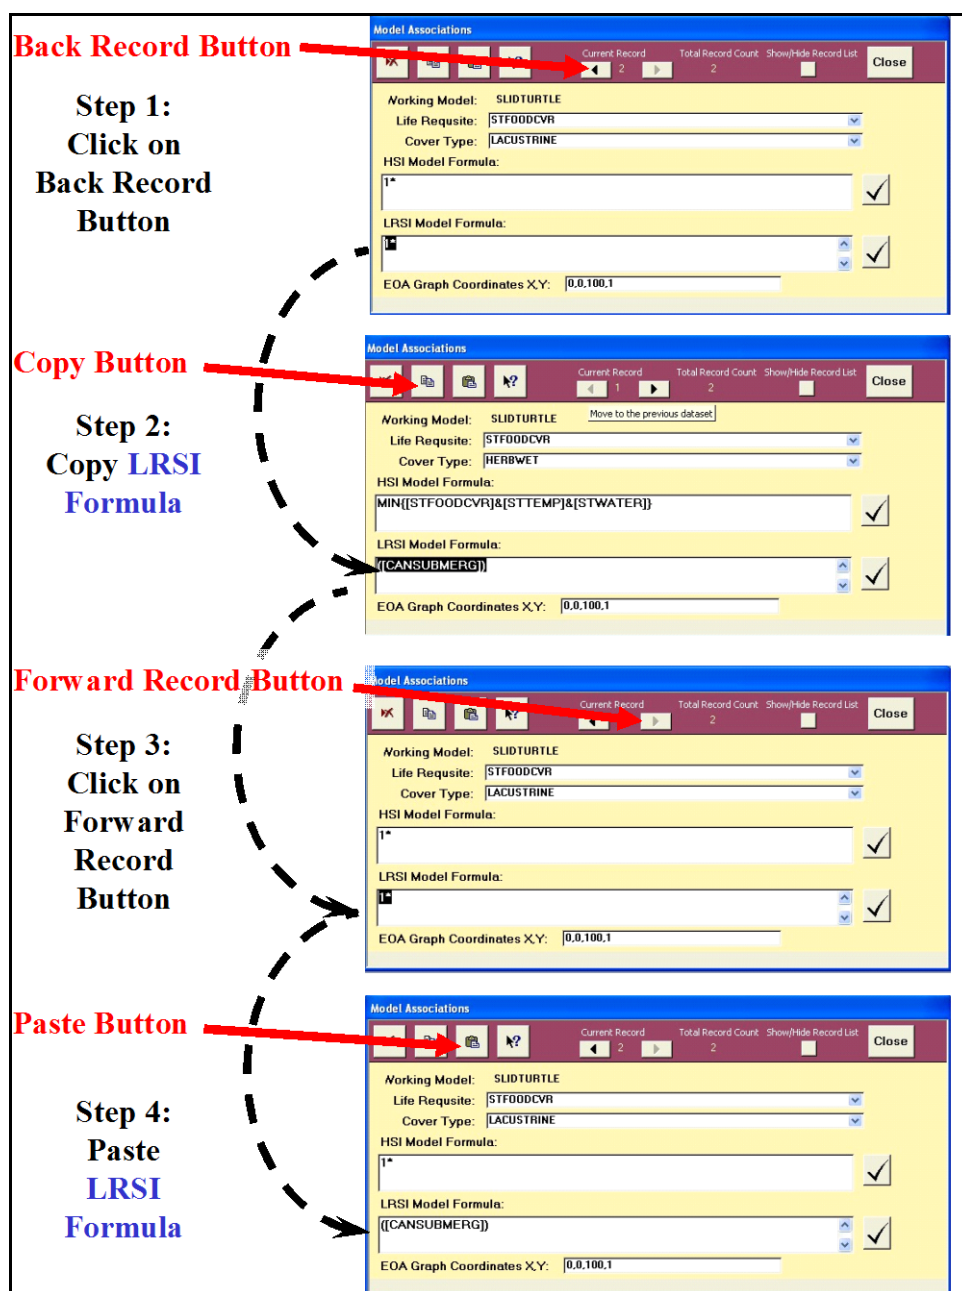 Model Associations
Back Record Button
Current Record
Total Record Count
Show/Hide Record List
Close
2
2
Step 1:
Click on
Back Record
Button
Working Model: SLIDTURTLE
Life Requsite: STFOODCVR
Cover Type: LACUSTRINE
HSI Model Formula:
1*
LRSI Model Formula:
1*
EOA Graph Coordinates X,Y: 0,0,100,1
Model Associations
Copy Button
Current Record
Total Record Count
Show/Hide Record List
Close
1
2
Move to the previous dataset
Step 2:
Copy LRSI
Formula
Working Model: SLIDTURTLE
Life Requsite: STFOODCVR
Cover Type: HERBWET
HSI Model Formula:
MIN{[STFOODCVR]&[STTEMP]&[STWATER]}
LRSI Model Formula:
([CANSUBMERG])
EOA Graph Coordinates X,Y: 0,0,100,1
Model Associations
Forward Record Button
Current Record
Total Record Count
Show/Hide Record List
Close
2
Step 3:
Click on
Forward
Record
Button
Working Model: SLIDTURTLE
Life Requsite: STFOODCVR
Cover Type: LACUSTRINE
HSI Model Formula:
1*
LRSI Model Formula:
1*
EOA Graph Coordinates X,Y: 0,0,100,1
Model Associations
Paste Button
Current Record
Total Record Count
Show/Hide Record List
Close
2
2
Step 4:
Paste
LRSI
Formula
Working Model: SLIDTURTLE
Life Requsite: STFOODCVR
Cover Type: LACUSTRINE
HSI Model Formula:
1*
LRSI Model Formula:
([CANSUBMERG])
EOA Graph Coordinates X,Y: 0,0,100,1